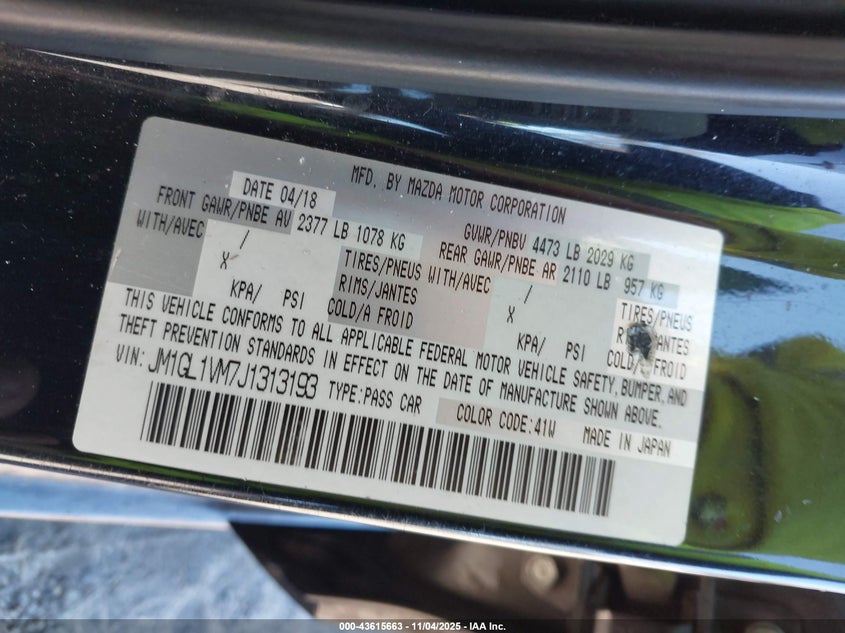 MFD. BY MAZDA MOTOR CORPORATION
DATE 04/18
GVWR/PNBV 4473 LB 2029 KG
FRONT GAWR/PNBE AV 2377 LB 1078 KG
REAR GAWR/PNBE AR 2110 LB 957 KG
WITH/AVEC
/
X
TIRES/PNEUS
RIMS/JANTES
KPA/ PSI
COLD/A FROID
WITH/AVEC
/
X
TIRES/PNEUS
JANTES
KPA/ PSI
FROID
THIS VEHICLE CONFORMS TO ALL APPLICABLE FEDERAL MOTOR VEHICLE SAFETY, BUMPER, AND
THEFT PREVENTION STANDARDS IN EFFECT ON THE DATE OF MANUFACTURE SHOWN ABOVE.
VIN: JM1GL1VM7J1313193 TYPE:PASS CAR
COLOR CODE:41W MADE IN JAPAN
000-43615663 - 11/04/2025 - IAA Inc.